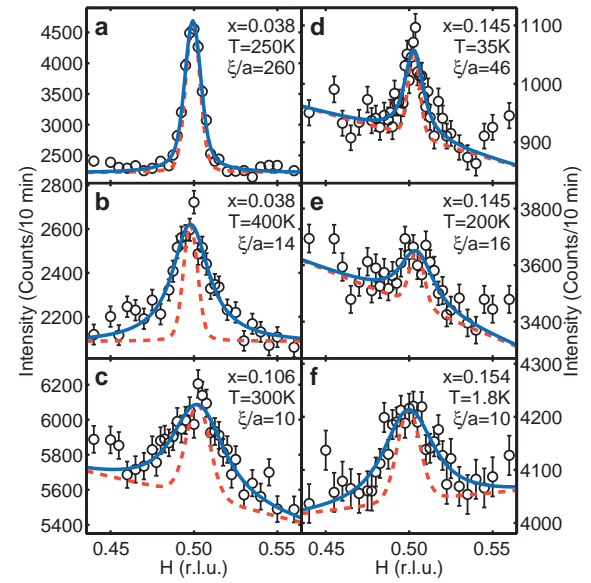 a
x=0.038
T=250K
ξ/a=260
4500
4000
3500
3000
2500
d
x=0.145
T=35K
ξ/a=46
1100
1000
900
b
x=0.038
T=400K
ξ/a=14
2800
2600
2400
2200
e
x=0.145
T=200K
ξ/a=16
3800
3600
3400
c
x=0.106
T=300K
ξ/a=10
6200
6000
5800
5600
5400
f
x=0.154
T=1.8K
ξ/a=10
4300
4200
4100
4000
Intensity (Counts/10 min)
Intensity (Counts/10 min)
0.45 0.50 0.55
H (r.l.u.)
0.45 0.50 0.55
H (r.l.u.)